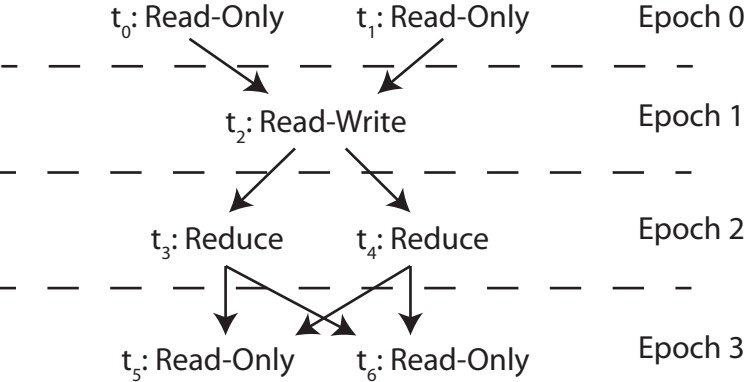 t₀: Read-Only t₁: Read-Only Epoch 0
t₂: Read-Write Epoch 1
t₃: Reduce t₄: Reduce Epoch 2
t₅: Read-Only t₆: Read-Only Epoch 3